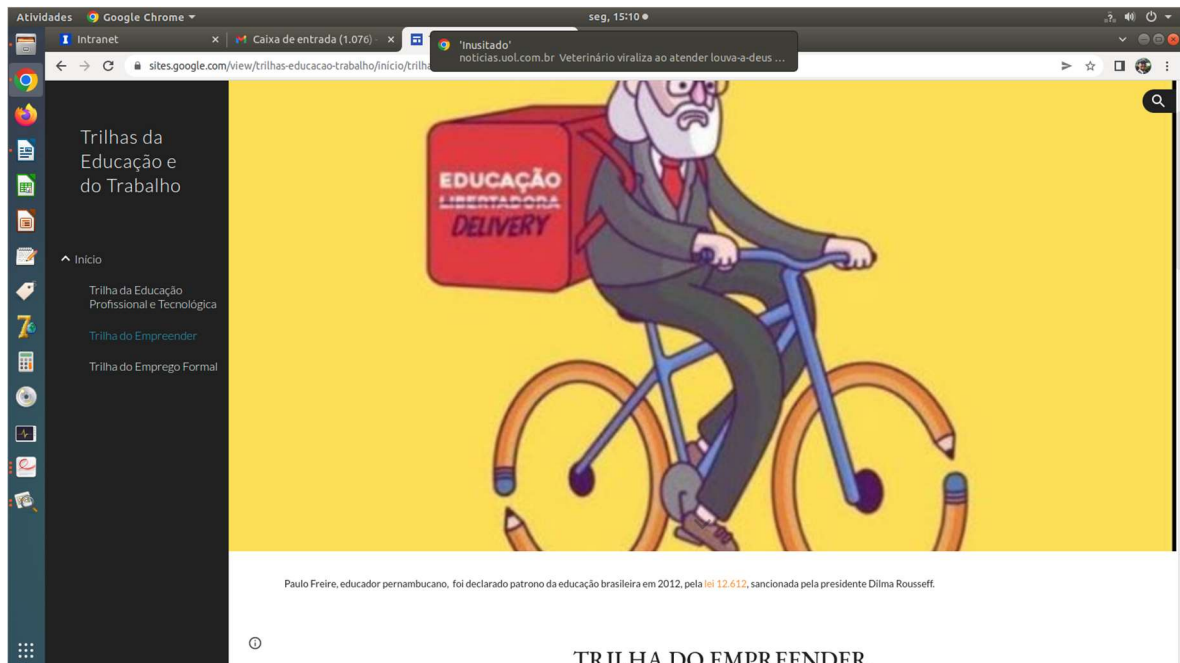 Atividades
Google Chrome
seg, 15:10
Intranet
Caixa de entrada (1.076)
'Inusitado'
noticias.uol.com.br Veterinário viraliza ao atender louva-a-deus ...
sites.google.com/view/trilhas-educacao-trabalho/inicio/trilha
Trilhas da
Educação e
do Trabalho
Início
Trilha da Educação
Profissional e Tecnológica
Trilha do Empreender
Trilha do Emprego Formal
EDUCAÇÃO
LIBERTADORA
DELIVERY
Paulo Freire, educador pernambucano, foi declarado patrono da educação brasileira em 2012, pela lei 12.612, sancionada pela presidente Dilma Rousseff.
TRILHA DO EMPREENDER